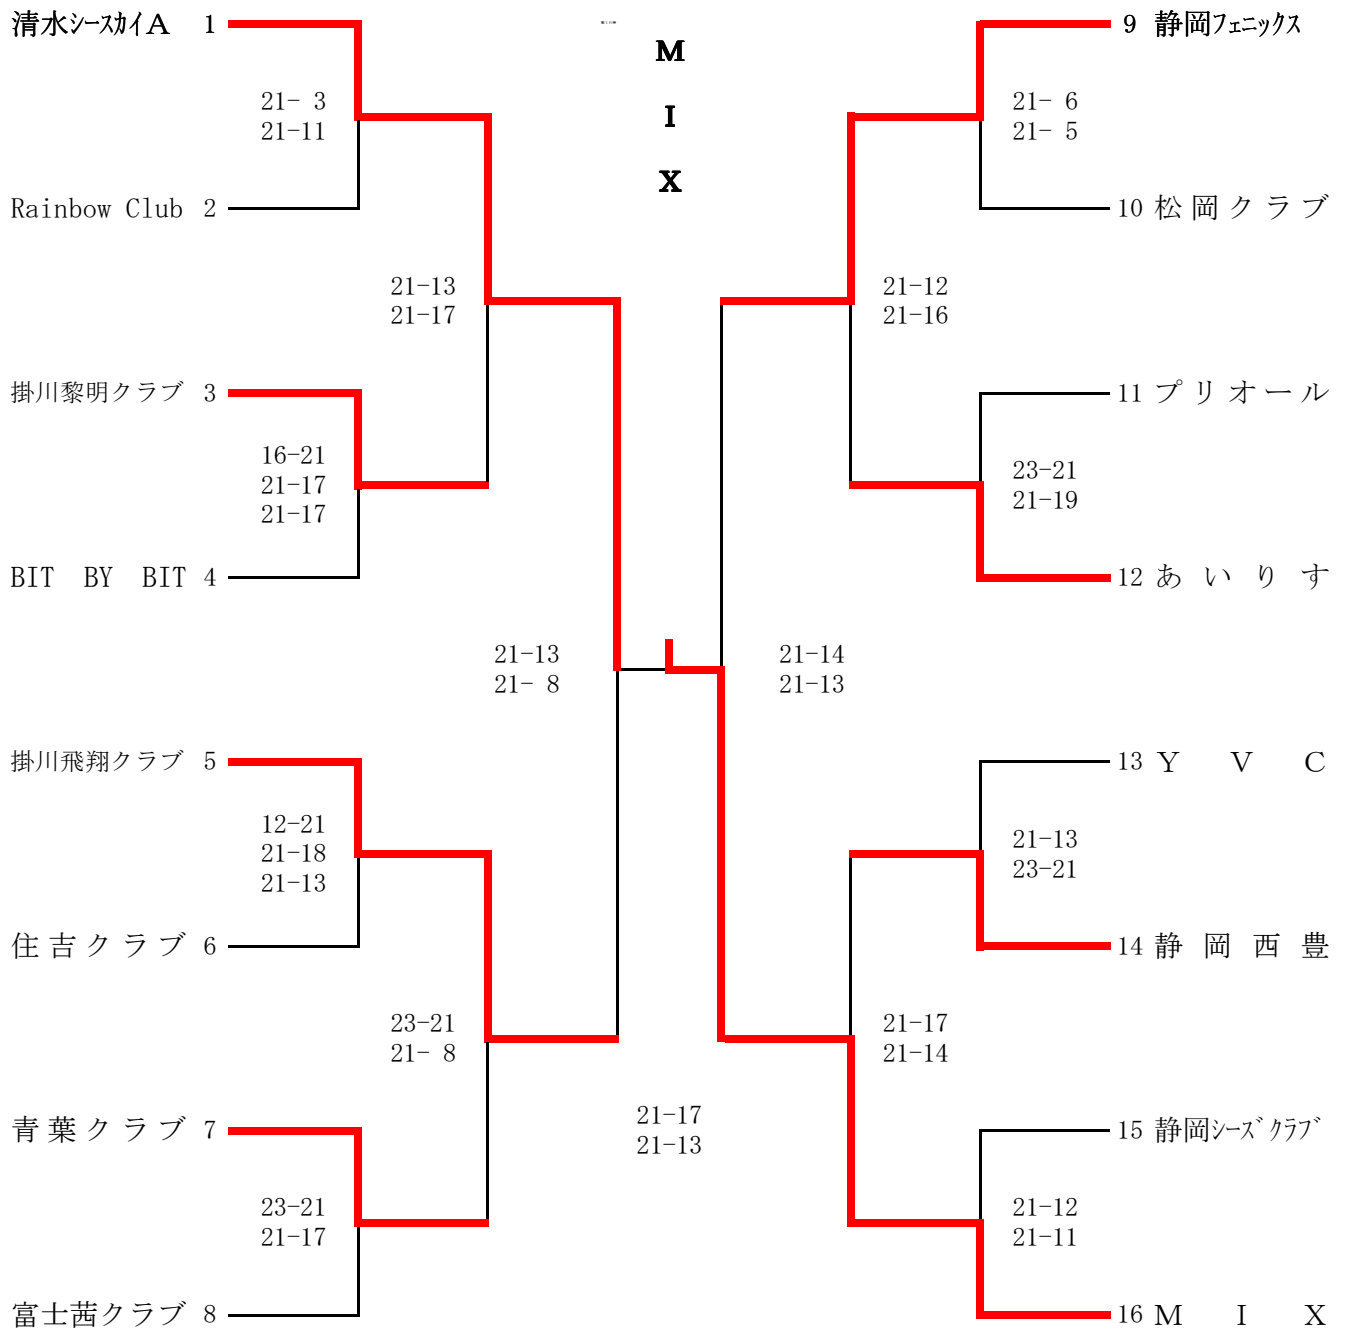 清水シースカイA 1
9 静岡フェニックス
M
I
X
21- 3
21-11
21- 6
21- 5
Rainbow Club 2
10 松岡クラブ
21-13
21-17
21-12
21-16
掛川黎明クラブ 3
11 プリオール
16-21
21-17
21-17
23-21
21-19
BIT BY BIT 4
12 あいりす
21-13
21- 8
21-14
21-13
掛川飛翔クラブ 5
13 Y V C
12-21
21-18
21-13
21-13
23-21
住吉クラブ 6
14 静岡西豊
23-21
21- 8
21-17
21-14
21-17
21-13
青葉クラブ 7
15 静岡シーズクラブ
23-21
21-17
21-12
21-11
富士茜クラブ 8
16 M I X